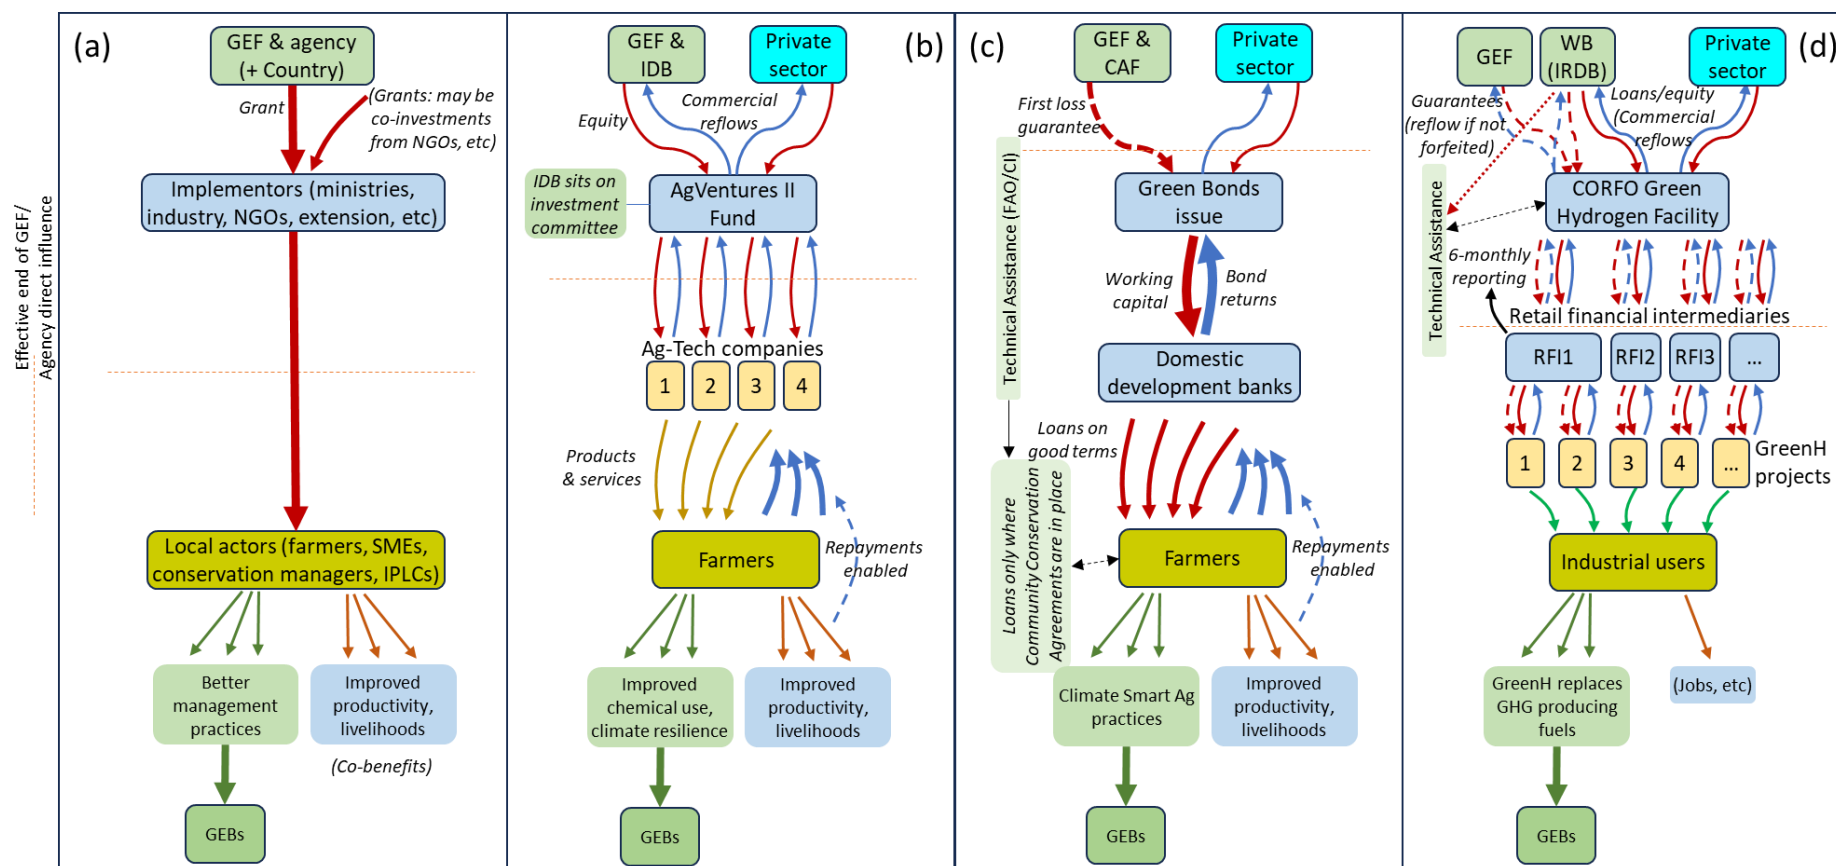 Effective end of GEF/
Agency direct influence
(a)
GEF & agency
(+ Country)
Grant
(Grants: may be
co-investments
from NGOs, etc)
Implementors (ministries,
industry, NGOs, extension, etc)
Local actors (farmers, SMEs,
conservation managers, IPLCs)
Better
management
practices
Improved
productivity,
livelihoods
(Co-benefits)
GEBs
(b)
GEF &
IDB
Private
sector
Equity
Commercial
reflows
IDB sits on
investment
committee
AgVentures II
Fund
Ag-Tech companies
1
2
3
4
Products
& services
Farmers
Repayments
enabled
Improved
chemical use,
climate resilience
Improved
productivity,
livelihoods
GEBs
(c)
GEF &
CAF
Private
sector
First loss
guarantee
Technical Assistance (FAO/CI)
Green Bonds
issue
Working
capital
Bond
returns
Domestic
development banks
Loans on
good terms
Loans only where
Community Conservation
Agreements are in place
Farmers
Repayments
enabled
Climate Smart Ag
practices
Improved
productivity,
livelihoods
GEBs
(d)
GEF
WB
(IRDB)
Private
sector
Guarantees
(reflow if not
forfeited)
Loans/equity
(Commercial
reflows
Technical Assistance
CORFO Green
Hydrogen Facility
6-monthly
reporting
Retail financial intermediaries
RFI1
RFI2
RFI3
...
1
2
3
4
...
GreenH
projects
Industrial users
GreenH replaces
GHG producing
fuels
(Jobs, etc)
GEBs